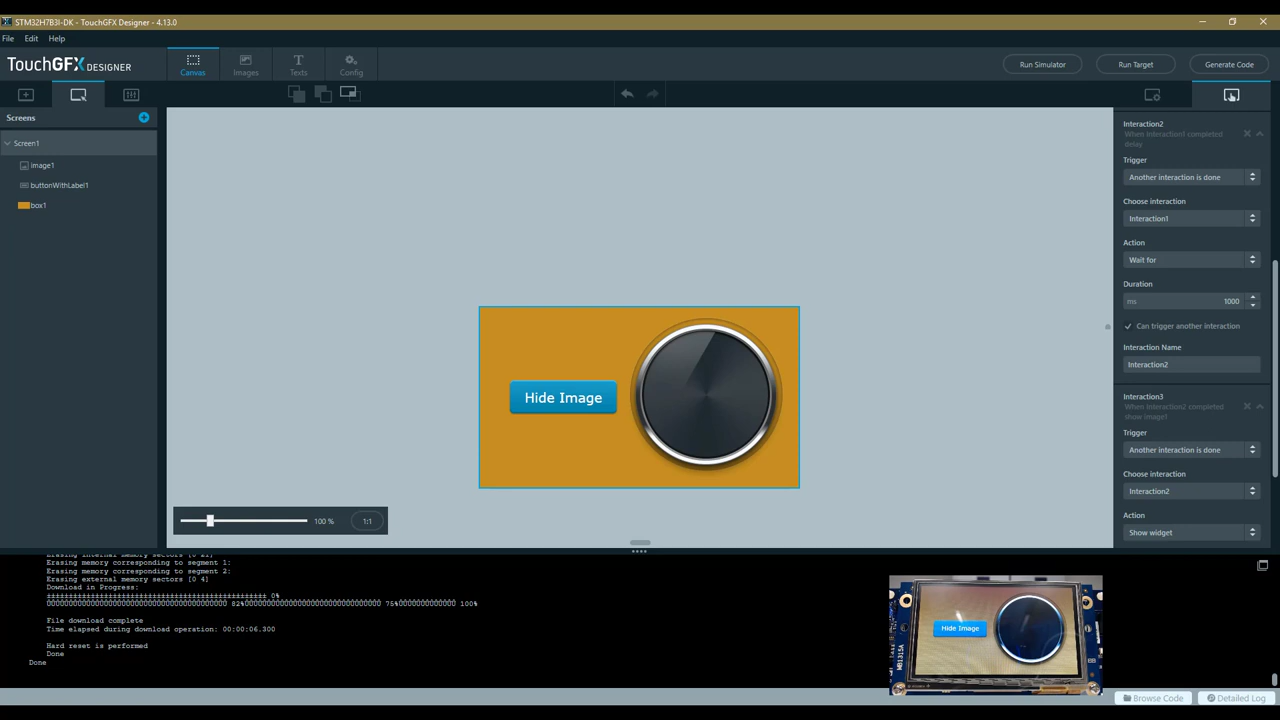 STM32H7B3I-DK - TouchGFX Designer - 4.13.0
File Edit Help
TouchGFX DESIGNER
Canvas Images Texts Config
Run Simulator Run Target Generate Code
Screens
Screen1
image1
buttonWithLabel1
box1
Hide Image
100 % 1:1
Interaction2
When Interaction1 completed
delay
Trigger
Another interaction is done
Choose interaction
Interaction1
Action
Wait for
Duration
ms 1000
Can trigger another interaction
Interaction Name
Interaction2
Interaction3
When Interaction2 completed
show image1
Trigger
Another interaction is done
Choose interaction
Interaction2
Action
Show widget
Erasing memory corresponding to segment 1:
Erasing memory corresponding to segment 2:
Erasing external memory sectors [0 4]
Download in Progress:
0%
82% 75% 100%
File download complete
Time elapsed during download operation: 00:00:06.300
Hard reset is performed
Done
Done
Hide Image
MB1315A
Browse Code Detailed Log